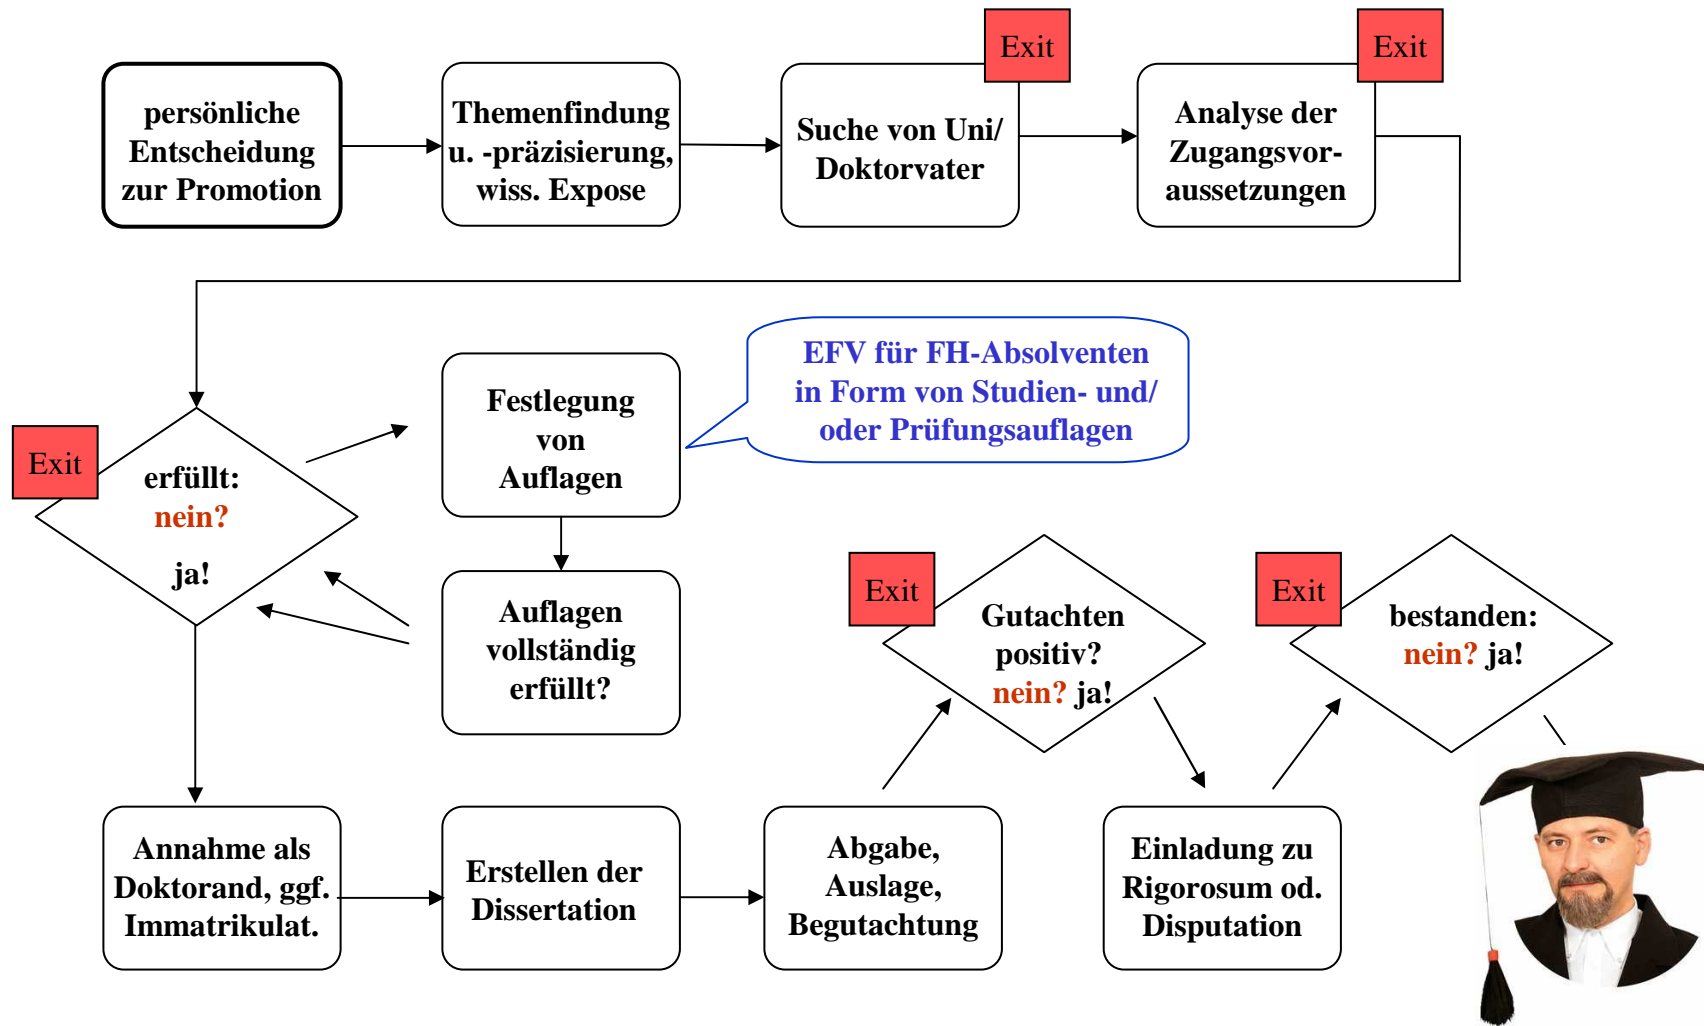 persönliche
Entscheidung
zur Promotion
Themenfindung
u. -präzisierung,
wiss. Expose
Exit
Suche von Uni/
Doktorvater
Exit
Analyse der
Zugangsvor-
aussetzungen
Exit
erfüllt:
nein?
ja!
Festlegung
von
Auflagen
EFV für FH-Absolventen
in Form von Studien- und/
oder Prüfungsauflagen
Auflagen
vollständig
erfüllt?
Annahme als
Doktorand, ggf.
Immatrikulat.
Erstellen der
Dissertation
Abgabe,
Auslage,
Begutachtung
Exit
Gutachten
positiv?
nein? ja!
Einladung zu
Rigorosum od.
Disputation
Exit
bestanden:
nein? ja!